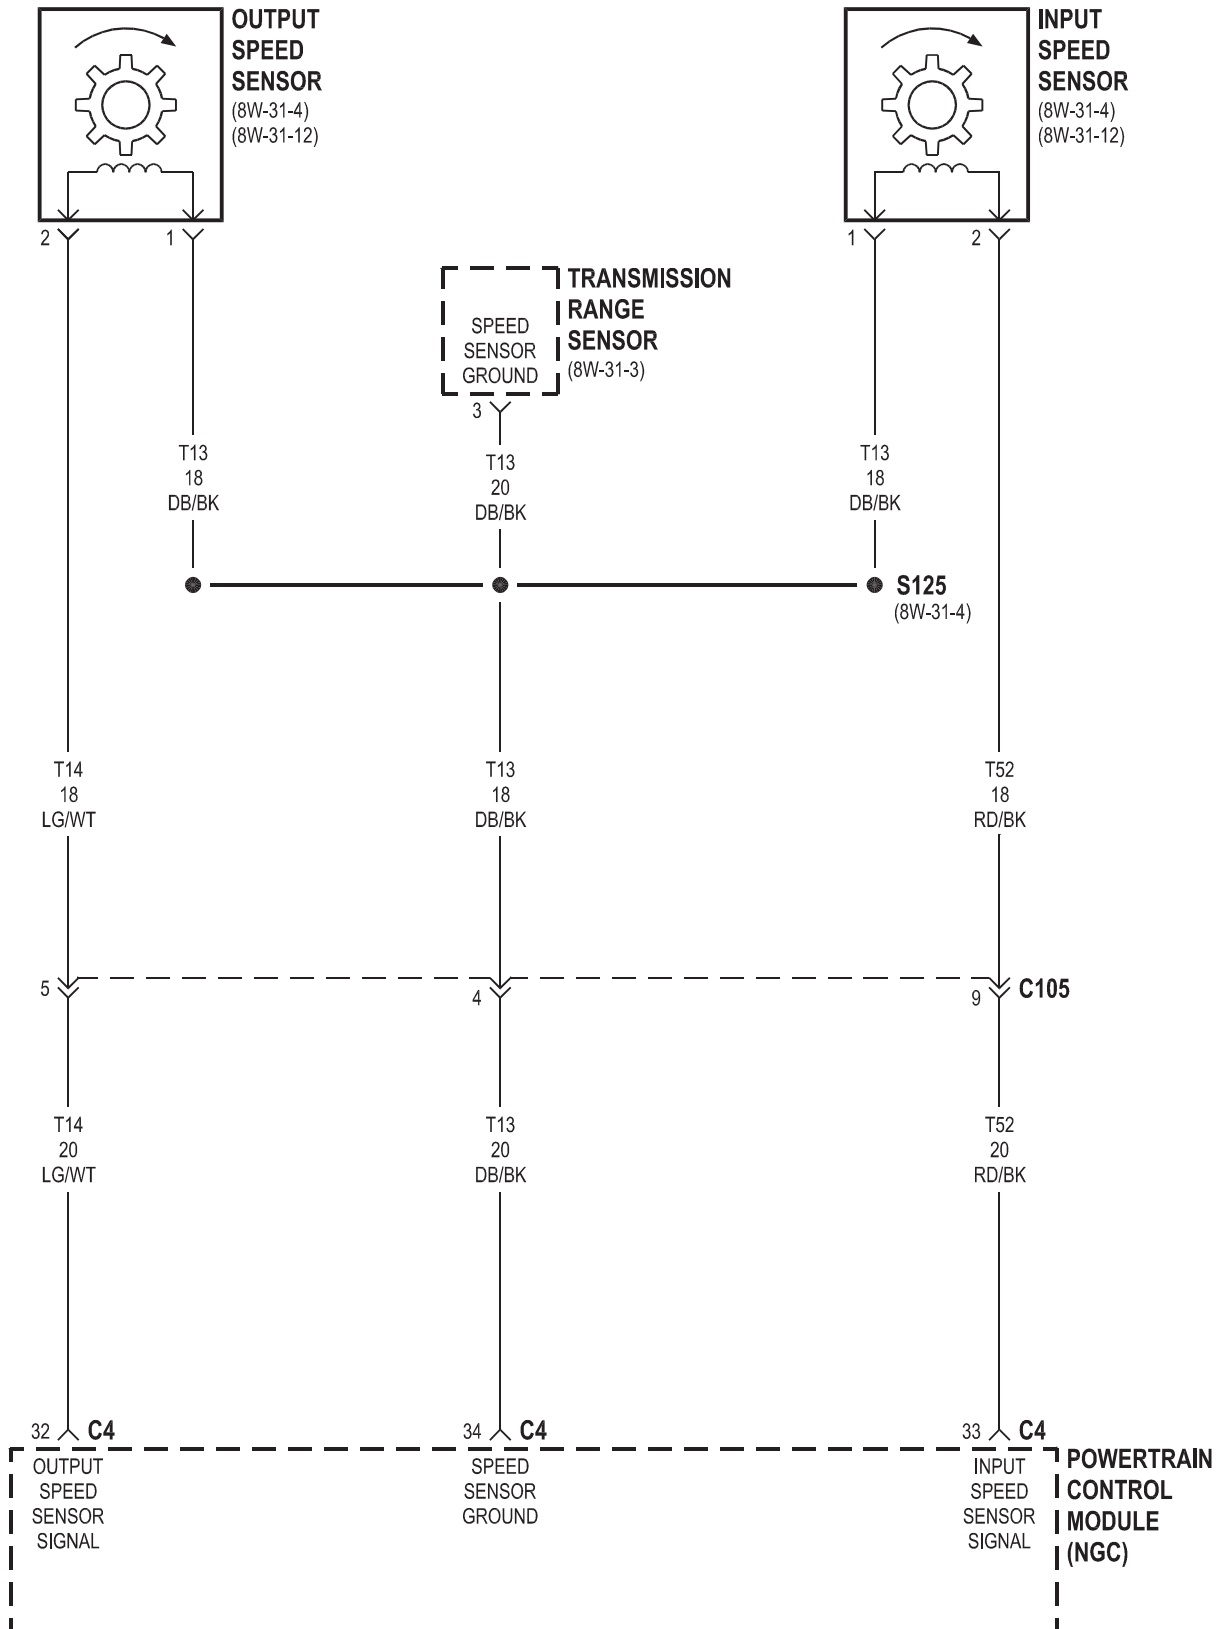 OUTPUT
SPEED
SENSOR
(8W-31-4)
(8W-31-12)
INPUT
SPEED
SENSOR
(8W-31-4)
(8W-31-12)
2
1
1
2
TRANSMISSION
RANGE
SENSOR
(8W-31-3)
SPEED
SENSOR
GROUND
3
T13
18
DB/BK
T13
20
DB/BK
T13
18
DB/BK
S125
(8W-31-4)
T14
18
LG/WT
T13
18
DB/BK
T52
18
RD/BK
5
4
9
C105
T14
20
LG/WT
T13
20
DB/BK
T52
20
RD/BK
32 C4
34 C4
33 C4
OUTPUT
SPEED
SENSOR
SIGNAL
SPEED
SENSOR
GROUND
INPUT
SPEED
SENSOR
SIGNAL
POWERTRAIN
CONTROL
MODULE
(NGC)